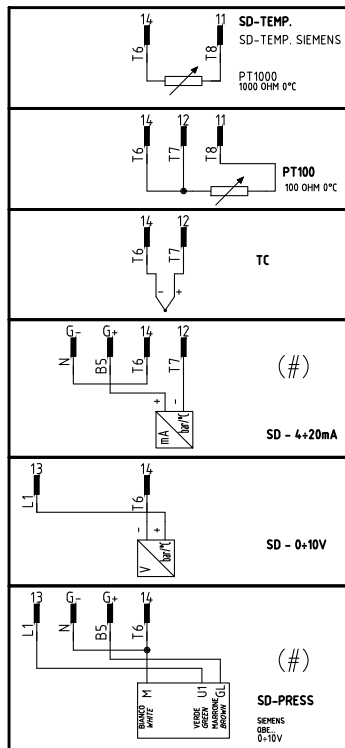 14 11 SD-TEMP.
SD-TEMP. SIEMENS
T6 T8
PT1000
1000 OHM 0°C
14 12 11
T6 T7 T8
PT100
100 OHM 0°C
14 12
T6 T7
TC
- +
G- G+ 14 12
N B5 T6 T7
(#)
+ -
mA bar/°C
SD - 4÷20mA
13 14
L1 T6
- +
V bar/°C
SD - 0÷10V
13 G- G+ 14
L1 N B5 T6
(#)
M U1 GL
BIANCO WHITE VERDE GREEN MARRONE BROWN
SD-PRESS
SIEMENS
QBE..
0÷10V